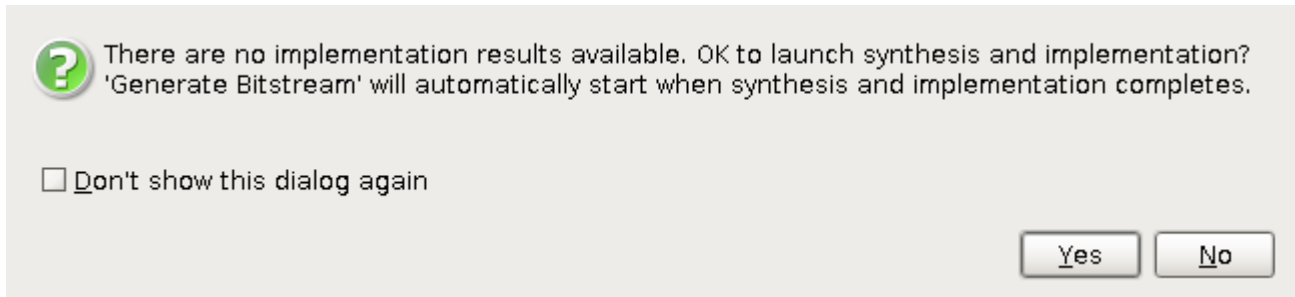 There are no implementation results available. OK to launch synthesis and implementation?
'Generate Bitstream' will automatically start when synthesis and implementation completes.
Don't show this dialog again
Yes No